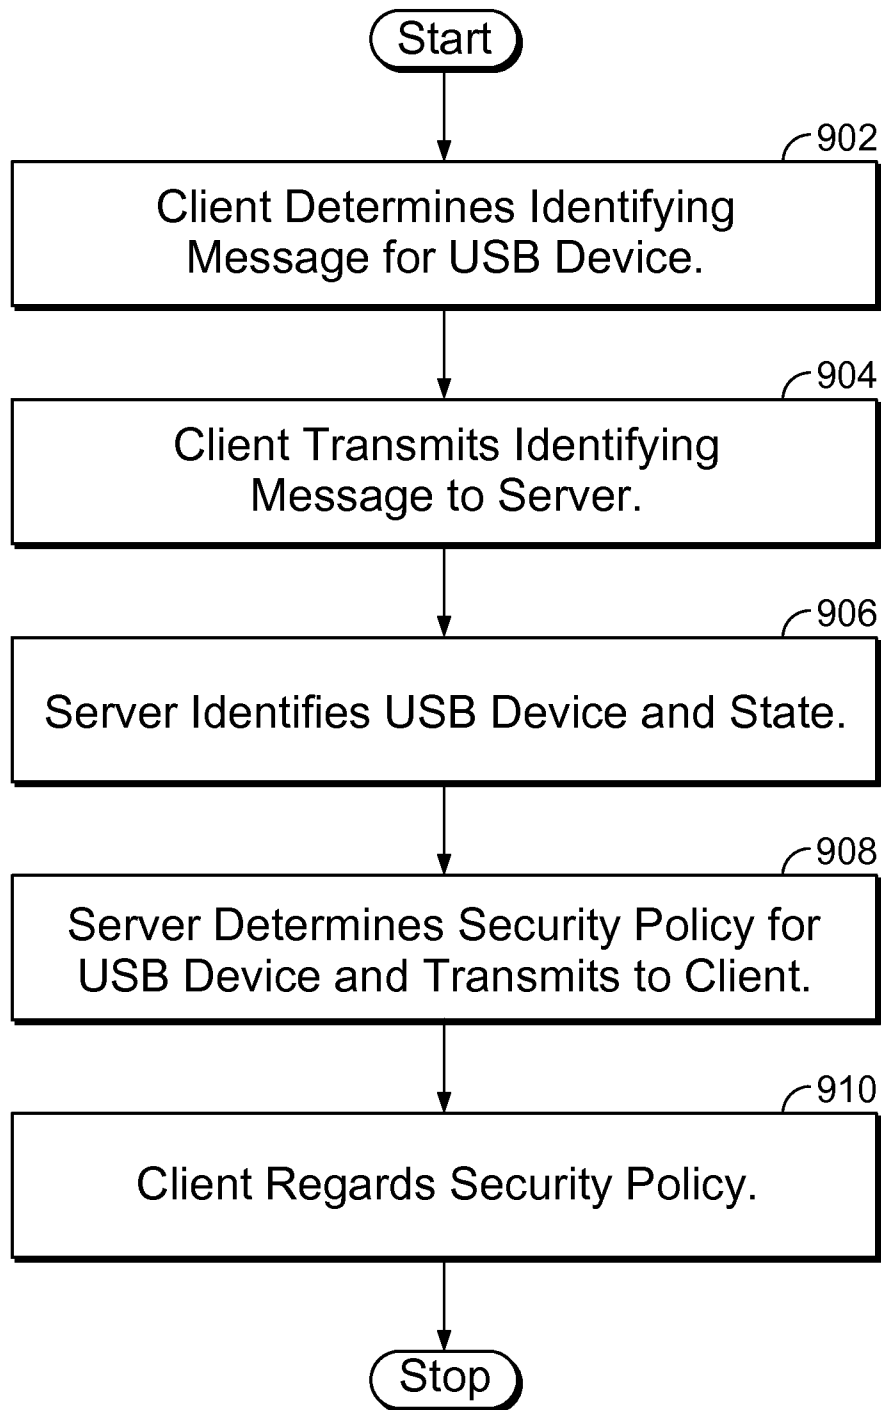 Start
902
Client Determines Identifying
Message for USB Device.
904
Client Transmits Identifying
Message to Server.
906
Server Identifies USB Device and State.
908
Server Determines Security Policy for
USB Device and Transmits to Client.
910
Client Regards Security Policy.
Stop